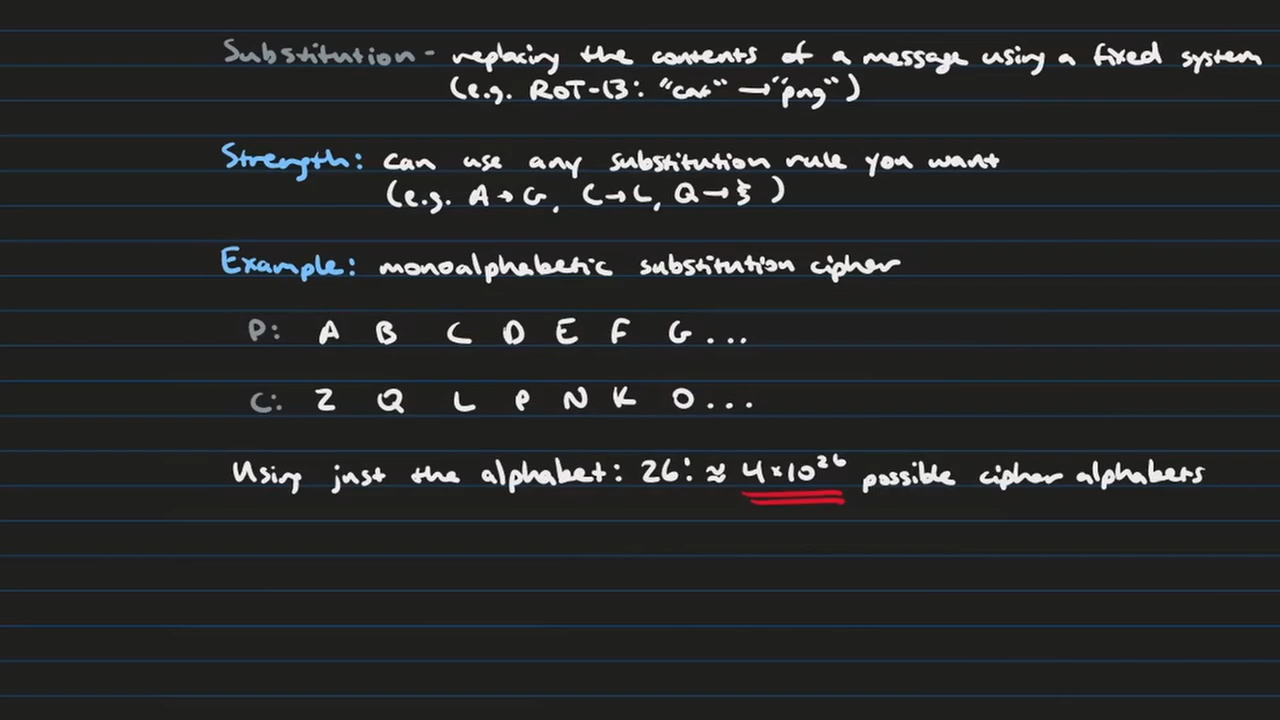 Substitution - replacing the contents of a message using a fixed system
(e.g. ROT-13: "cat" → "png")
Strength: can use any substitution rule you want
(e.g. A → G, C → L, Q → ξ )
Example: monoalphabetic substitution cipher
P: A B C D E F G...
C: Z Q L P N K O...
Using just the alphabet: 26! ≈ 4×10²⁶ possible cipher alphabets